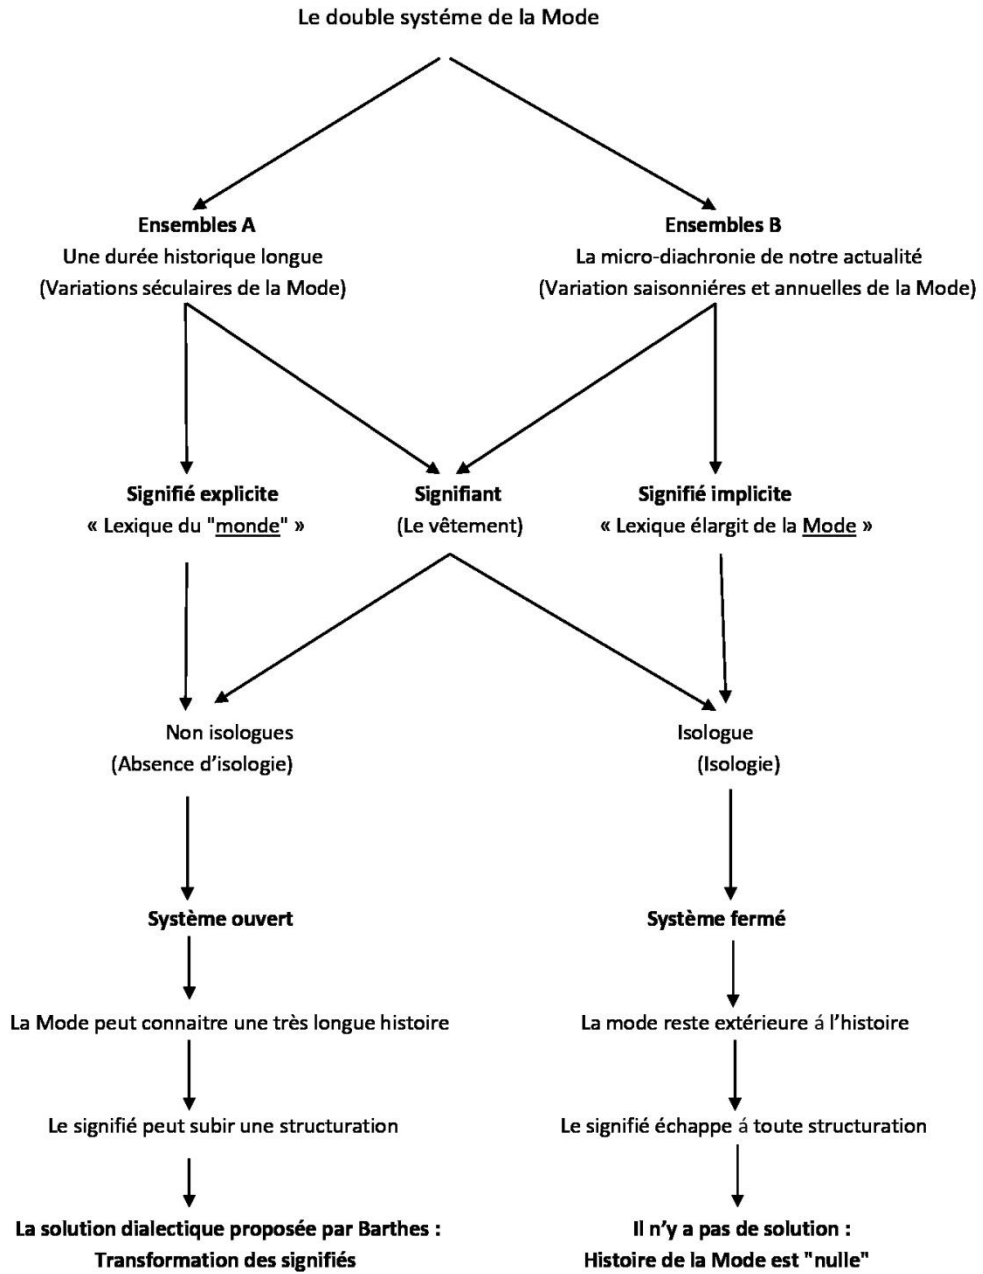 Le double systéme de la Mode
Ensembles A
Une durée historique longue
(Variations séculaires de la Mode)
Ensembles B
La micro-diachronie de notre actualité
(Variation saisonniéres et annuelles de la Mode)
Signifié explicite
« Lexique du "monde" »
Signifiant
(Le vêtement)
Signifié implicite
« Lexique élargit de la Mode »
Non isologues
(Absence d'isologie)
Isologue
(Isologie)
Système ouvert
Système fermé
La Mode peut connaitre une très longue histoire
La mode reste extérieure á l'histoire
Le signifié peut subir une structuration
Le signifié échappe á toute structuration
La solution dialectique proposée par Barthes :
Transformation des signifiés
Il n'y a pas de solution :
Histoire de la Mode est "nulle"